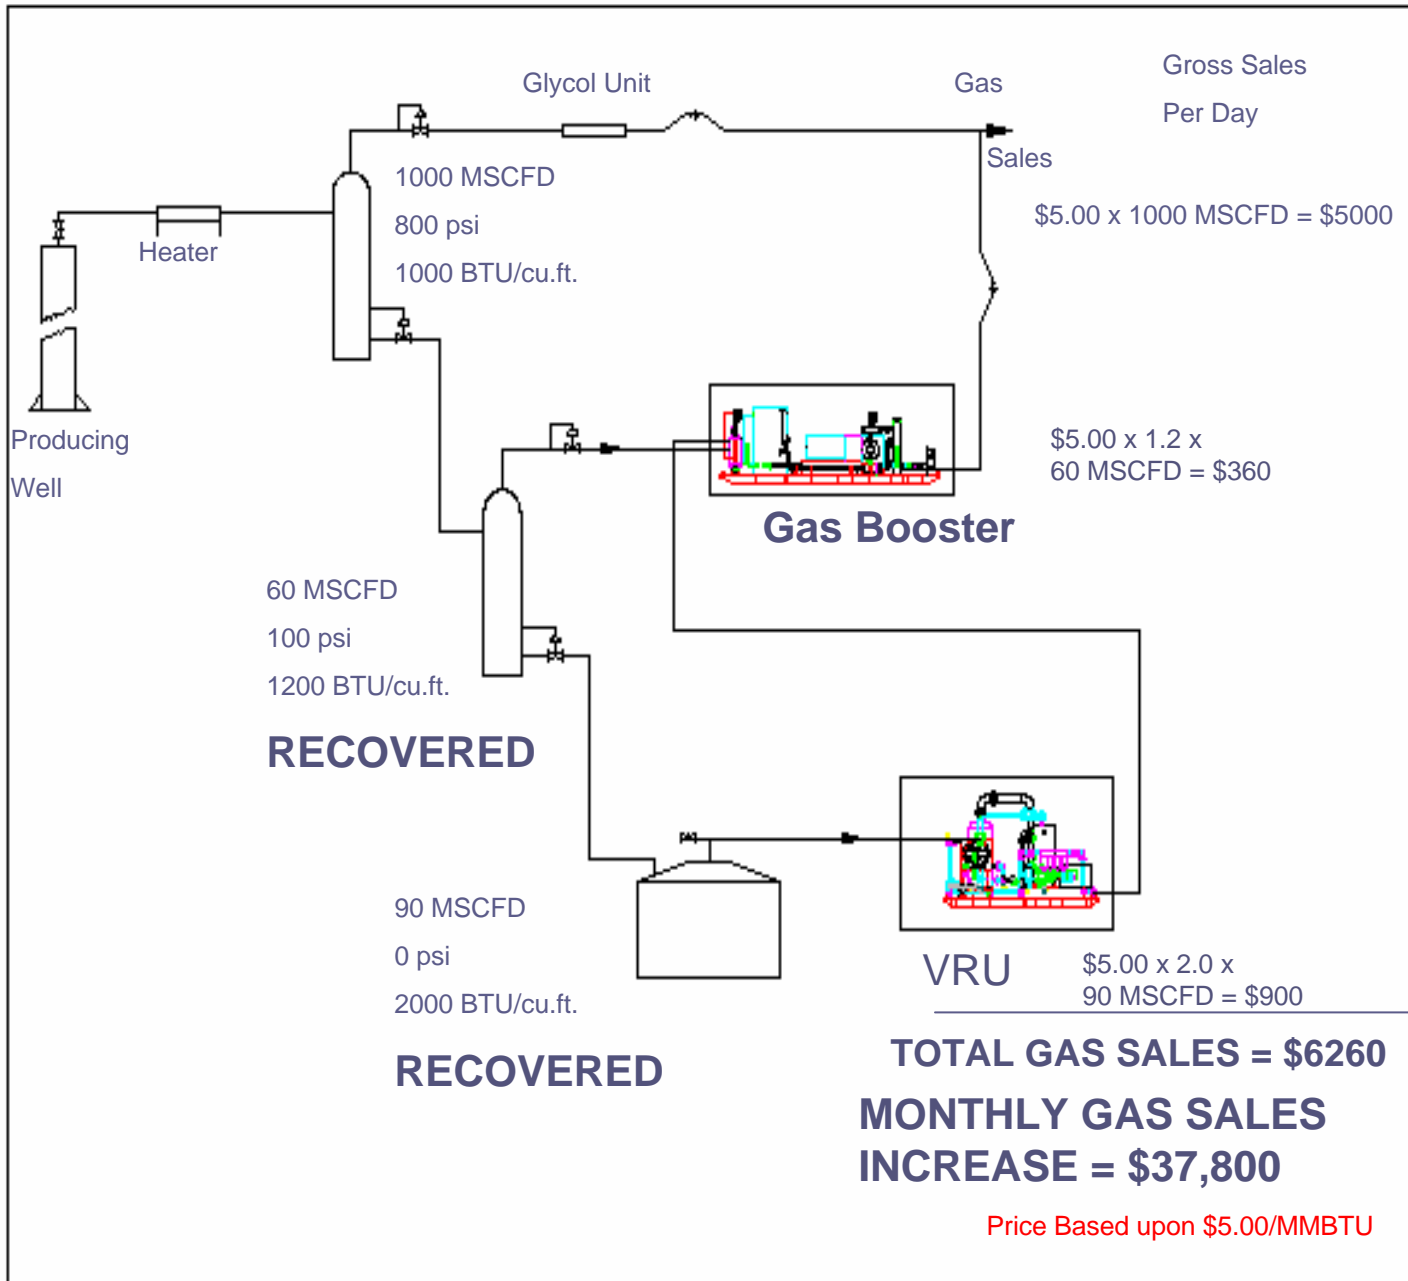 Glycol Unit
Gas
Sales
Gross Sales
Per Day
1000 MSCFD
800 psi
1000 BTU/cu.ft.
$5.00 x 1000 MSCFD = $5000
Heater
Producing
Well
$5.00 x 1.2 x
60 MSCFD = $360
Gas Booster
60 MSCFD
100 psi
1200 BTU/cu.ft.
RECOVERED
90 MSCFD
0 psi
2000 BTU/cu.ft.
RECOVERED
VRU
$5.00 x 2.0 x
90 MSCFD = $900
TOTAL GAS SALES = $6260
MONTHLY GAS SALES
INCREASE = $37,800
Price Based upon $5.00/MMBTU